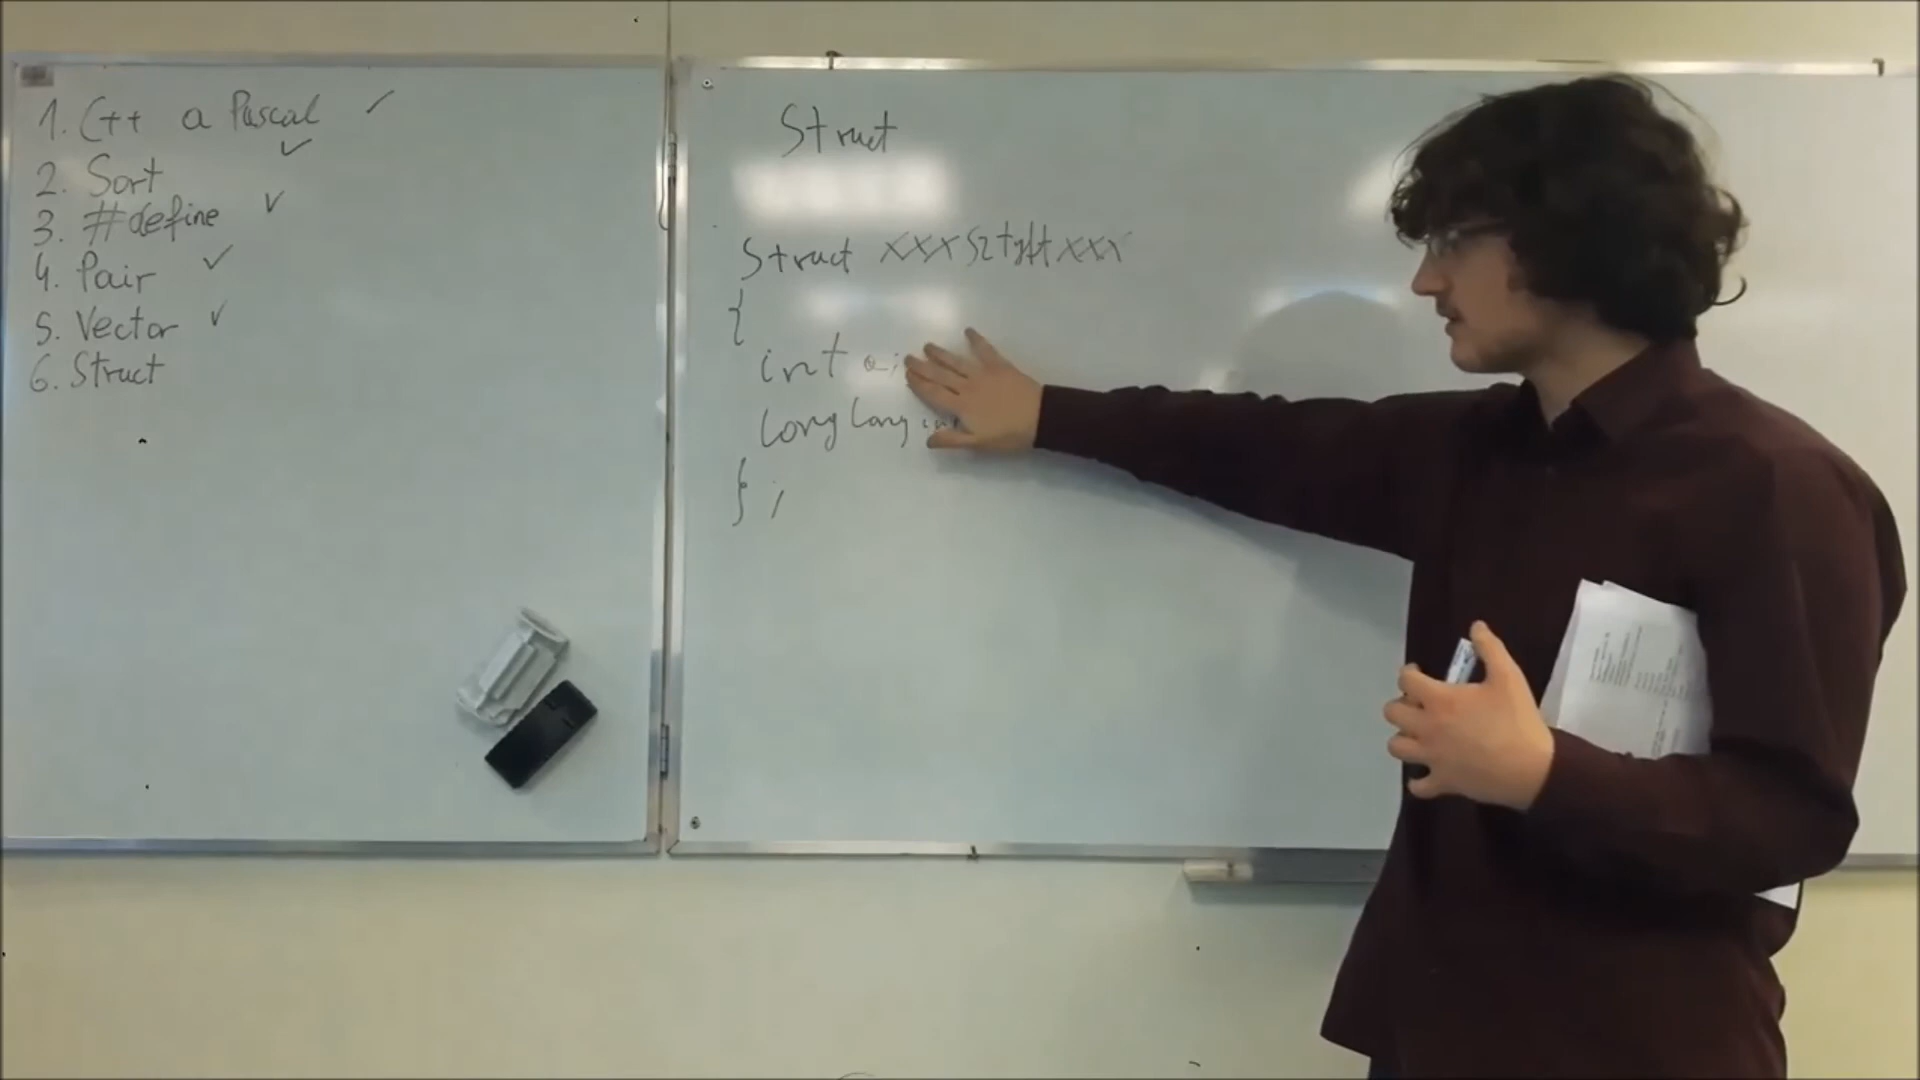 1. C++ a Pascal ✓
2. Sort ✓
3. #define ✓
4. Pair ✓
5. Vector ✓
6. Struct
Struct
Struct
{
int a;
long long
};